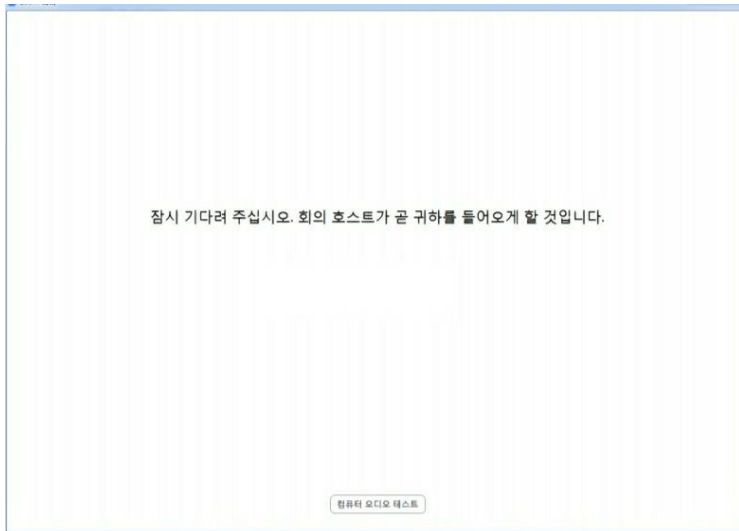 잠시 기다려 주십시오. 회의 호스트가 곧 귀하를 들어오게 할 것입니다.
컴퓨터 오디오 테스트